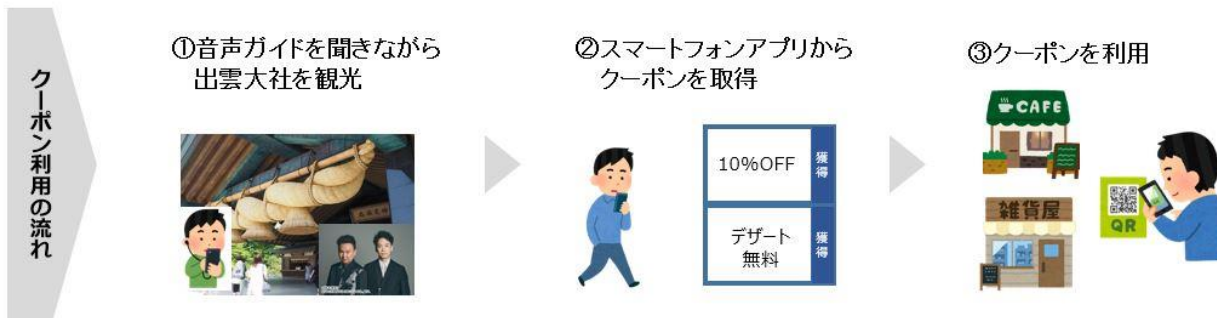 クーポン利用の流れ
①音声ガイドを聞きながら
出雲大社を観光
②スマートフォンアプリから
クーポンを取得
10%OFF
獲得
デザート
無料
獲得
③クーポンを利用
CAFE
雑貨屋
QR